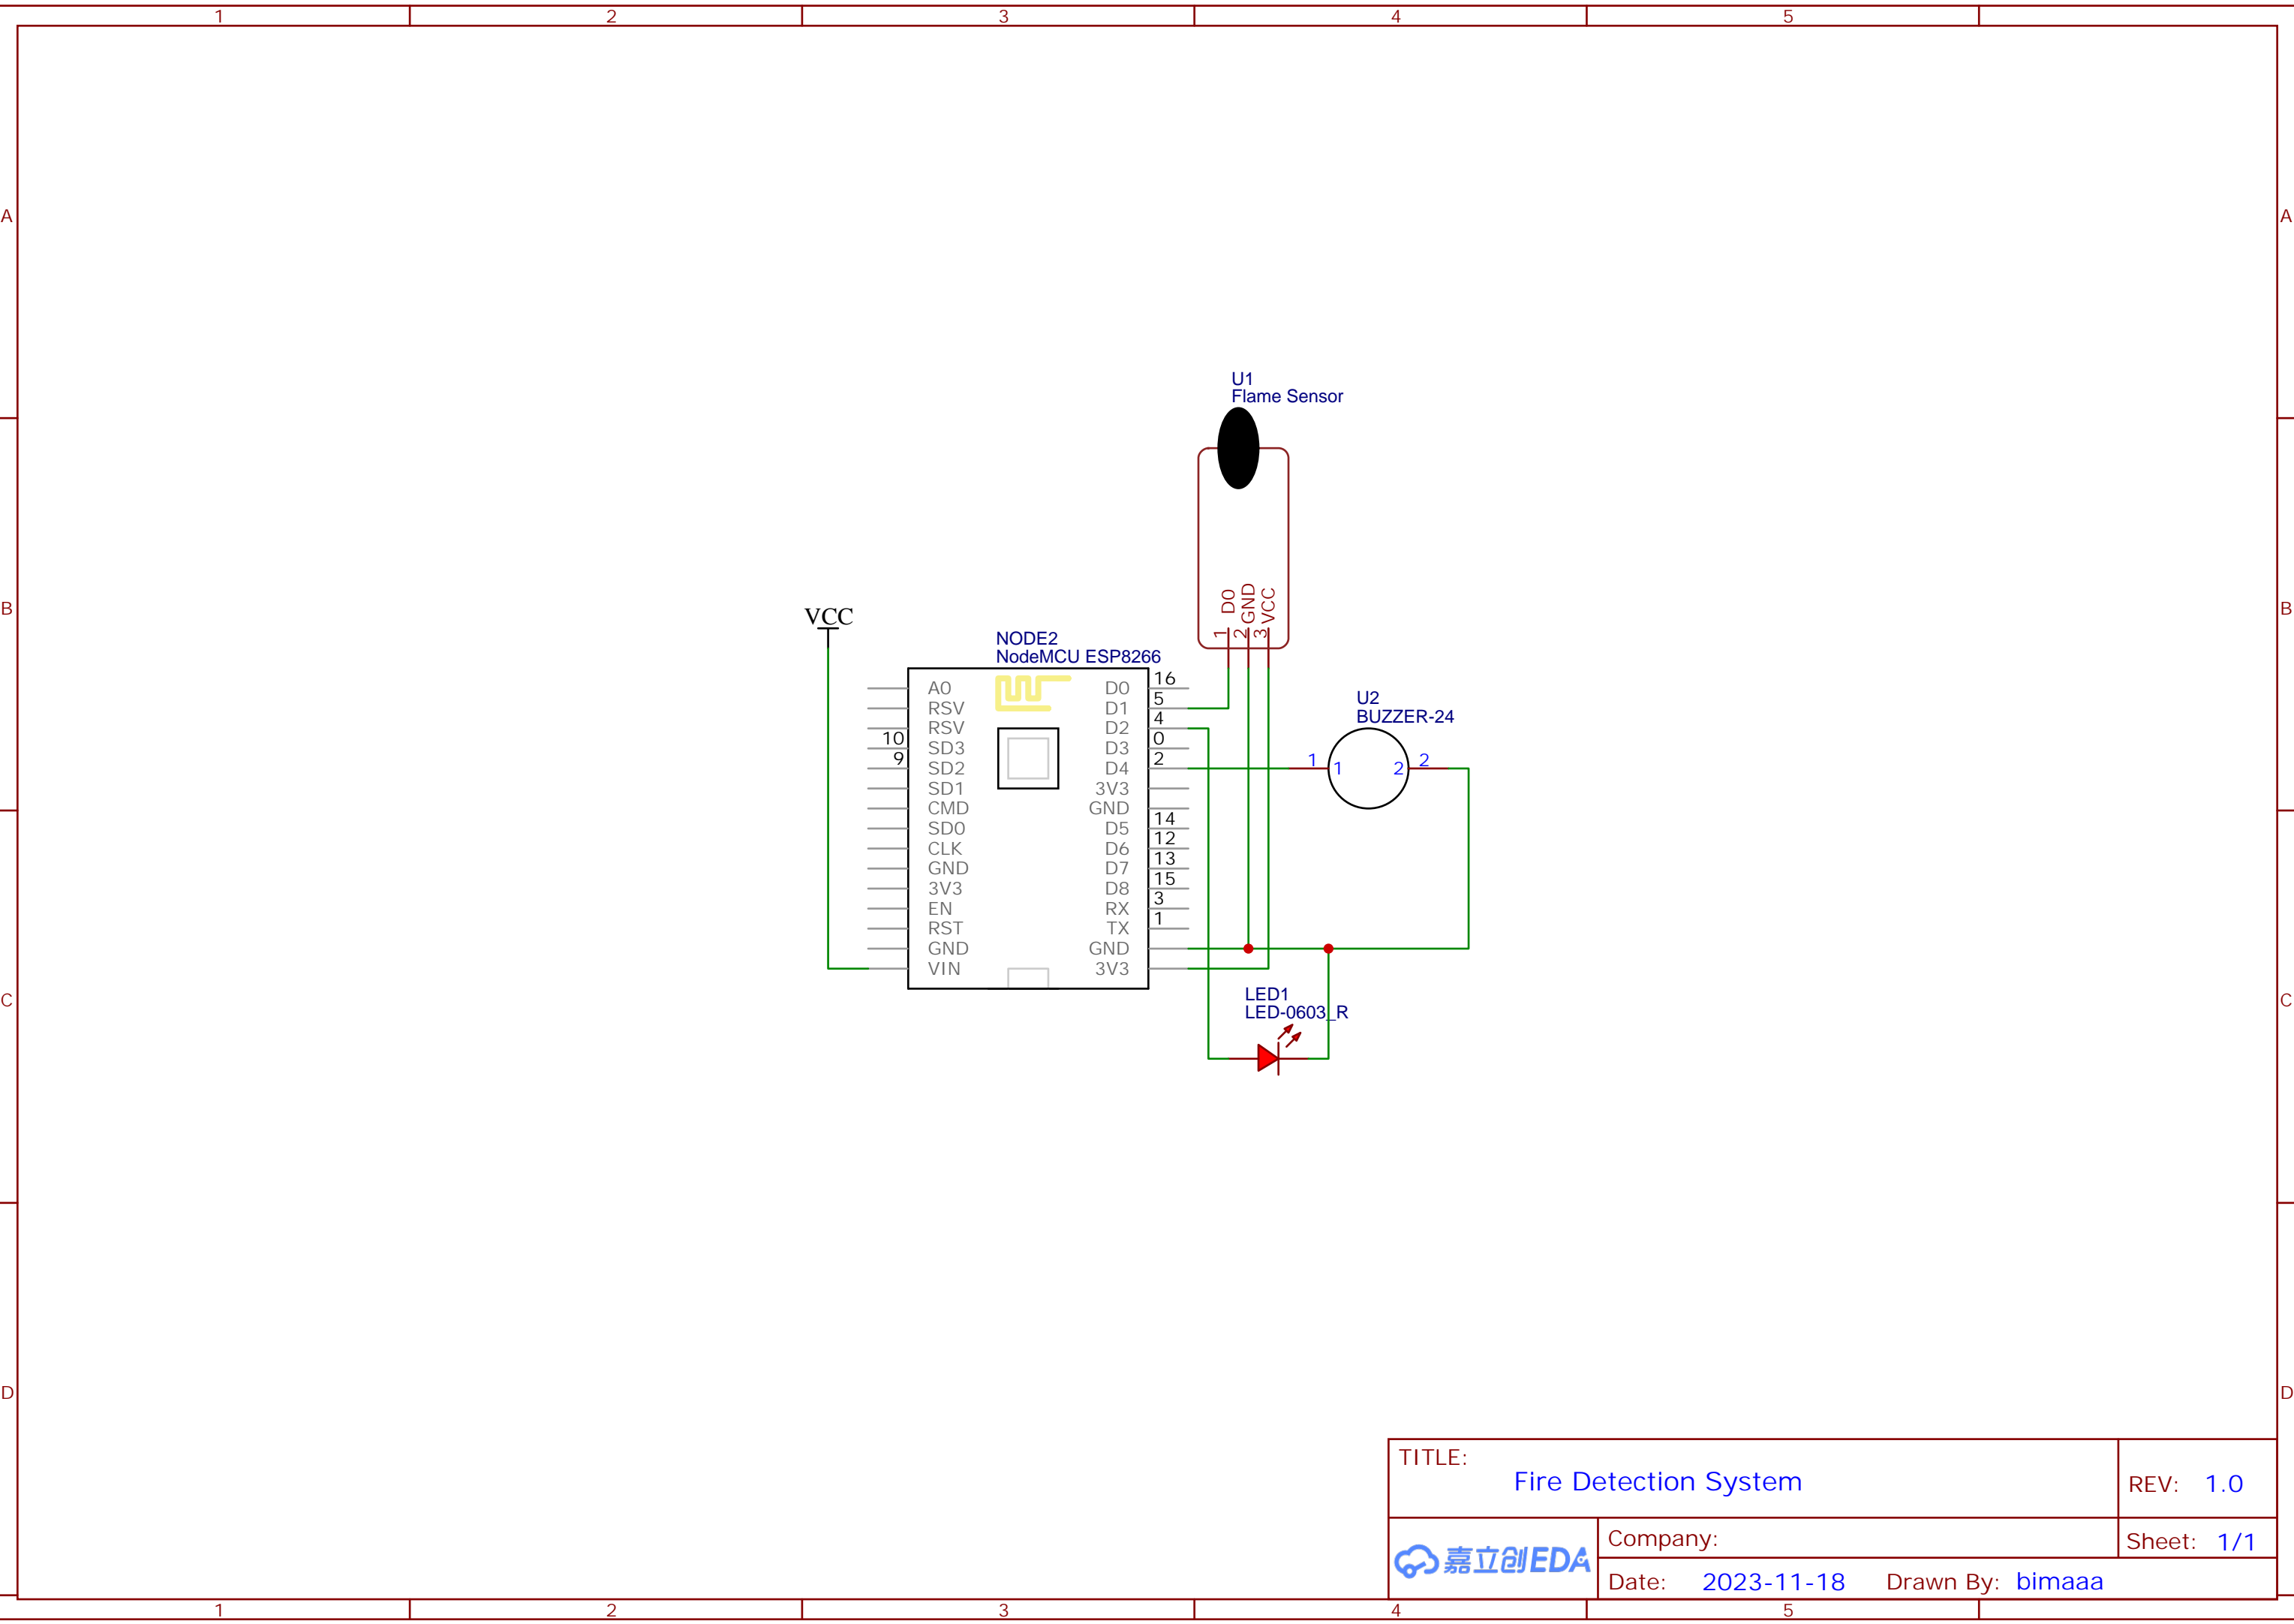 1 2 3 4 5
A A
U1
Flame Sensor
B B
D0 GND VCC
1 2 3
VCC
NODE2
NodeMCU ESP8266
A0 D0 16
RSV D1 5
RSV D2 4
10 SD3 D3 0
9 SD2 D4 2
SD1 3V3
CMD GND
SD0 D5 14
CLK D6 12
GND D7 13
3V3 D8 15
EN RX 3
RST TX 1
GND GND
VIN 3V3
U2
BUZZER-24
1 1 2 2
C C
LED1
LED-0603_R
D D
TITLE:
Fire Detection System
REV: 1.0
嘉立创EDA
Company:
Sheet: 1/1
Date: 2023-11-18 Drawn By: bimaaa
1 2 3 4 5